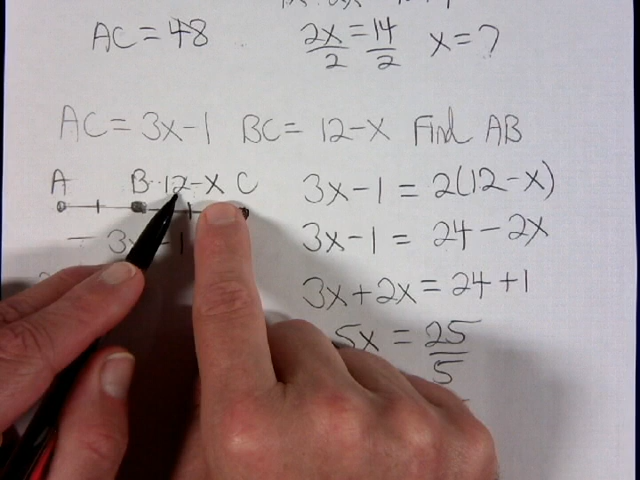 AC = 48 2x = 14 x = ?
2 2
AC = 3x - 1 BC = 12 - x Find AB
A B 12 - x C 3x - 1 = 2(12 - x)
3x - 1 = 24 - 2x
3x + 2x = 24 + 1
5x = 25
5